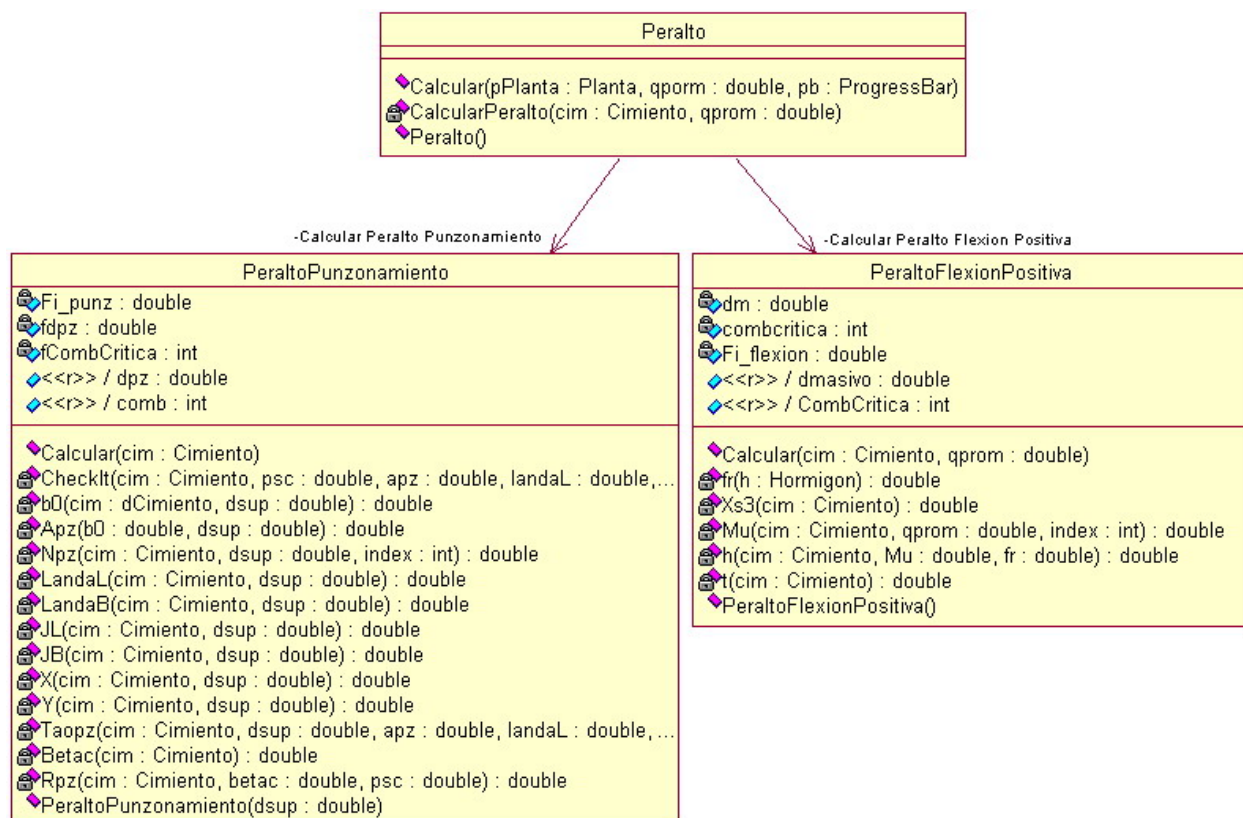 Peralto
Calcular(pPlanta : Planta, qporm : double, pb : ProgressBar)
CalcularPeralto(cim : Cimiento, qprom : double)
Peralto()
-Calcular Peralto Punzonamiento
-Calcular Peralto Flexion Positiva
PeraltoPunzonamiento
Fi_punz : double
fdpz : double
fCombCritica : int
<<r>> / dpz : double
<<r>> / comb : int
Calcular(cim : Cimiento)
CheckIt(cim : Cimiento, psc : double, apz : double, landaL : double,...
b0(cim : dCimiento, dsup : double) : double
Apz(b0 : double, dsup : double) : double
Npz(cim : Cimiento, dsup : double, index : int) : double
LandaL(cim : Cimiento, dsup : double) : double
LandaB(cim : Cimiento, dsup : double) : double
JL(cim : Cimiento, dsup : double) : double
JB(cim : Cimiento, dsup : double) : double
X(cim : Cimiento, dsup : double) : double
Y(cim : Cimiento, dsup : double) : double
Taopz(cim : Cimiento, dsup : double, apz : double, landaL : double,...
Betac(cim : Cimiento) : double
Rpz(cim : Cimiento, betac : double, psc : double) : double
PeraltoPunzonamiento(dsup : double)
PeraltoFlexionPositiva
dm : double
combcritica : int
Fi_flexion : double
<<r>> / dmasivo : double
<<r>> / CombCritica : int
Calcular(cim : Cimiento, qprom : double)
fr(h : Hormigon) : double
Xs3(cim : Cimiento) : double
Mu(cim : Cimiento, qprom : double, index : int) : double
h(cim : Cimiento, Mu : double, fr : double) : double
t(cim : Cimiento) : double
PeraltoFlexionPositiva()